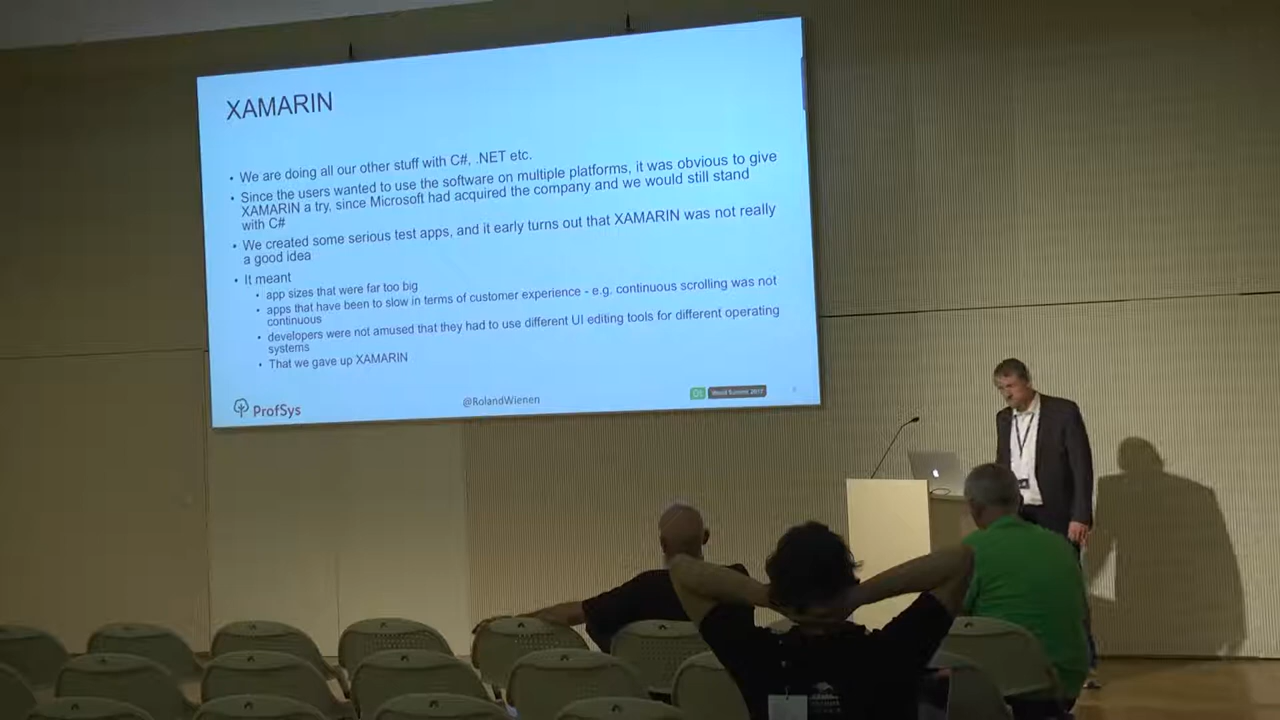 XAMARIN
• We are doing all our other stuff with C#, .NET etc.
• Since the users wanted to use the software on multiple platforms, it was obvious to give
XAMARIN a try, since Microsoft had acquired the company and we would still stand
with C#
• We created some serious test apps, and it early turns out that XAMARIN was not really
a good idea
• It meant
• app sizes that were far too big
• apps that have been to slow in terms of customer experience - e.g. continuous scrolling was not
continuous
• developers were not amused that they had to use different UI editing tools for different operating
systems
• That we gave up XAMARIN
ProfSys
@RolandWienen
Qt World Summit 2017